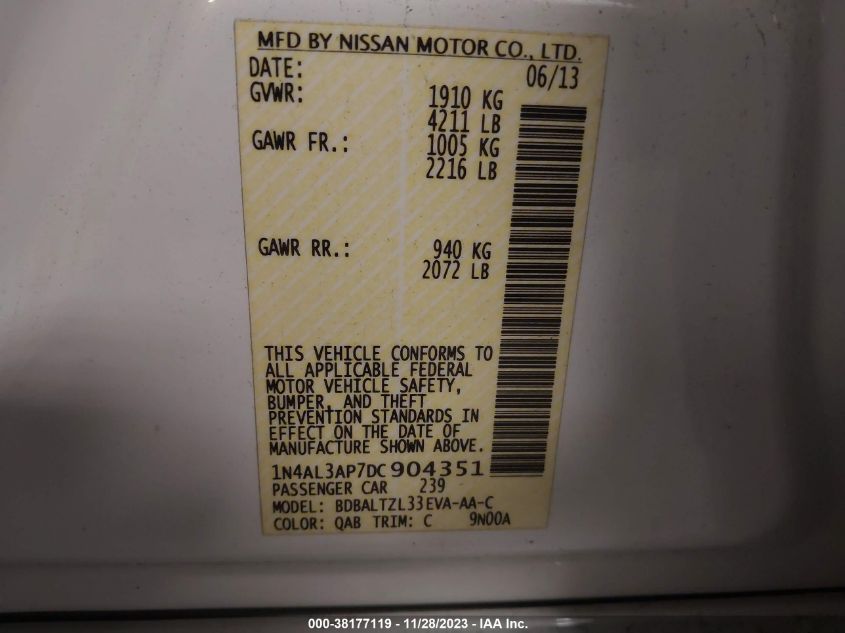 MFD BY NISSAN MOTOR CO., LTD.
DATE: 06/13
GVWR: 1910 KG
4211 LB
GAWR FR.: 1005 KG
2216 LB
GAWR RR.: 940 KG
2072 LB
THIS VEHICLE CONFORMS TO
ALL APPLICABLE FEDERAL
MOTOR VEHICLE SAFETY,
BUMPER, AND THEFT
PREVENTION STANDARDS IN
EFFECT ON THE DATE OF
MANUFACTURE SHOWN ABOVE.
1N4AL3AP7DC904351
PASSENGER CAR 239
MODEL: BDBALTZL33EVA-AA-C
COLOR: QAB TRIM: C 9N00A
000-38177119 - 11/28/2023 - IAA Inc.